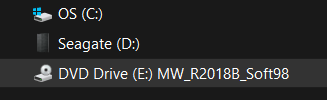 OS (C:)
Seagate (D:)
DVD Drive (E:) MW_R2018B_Soft98